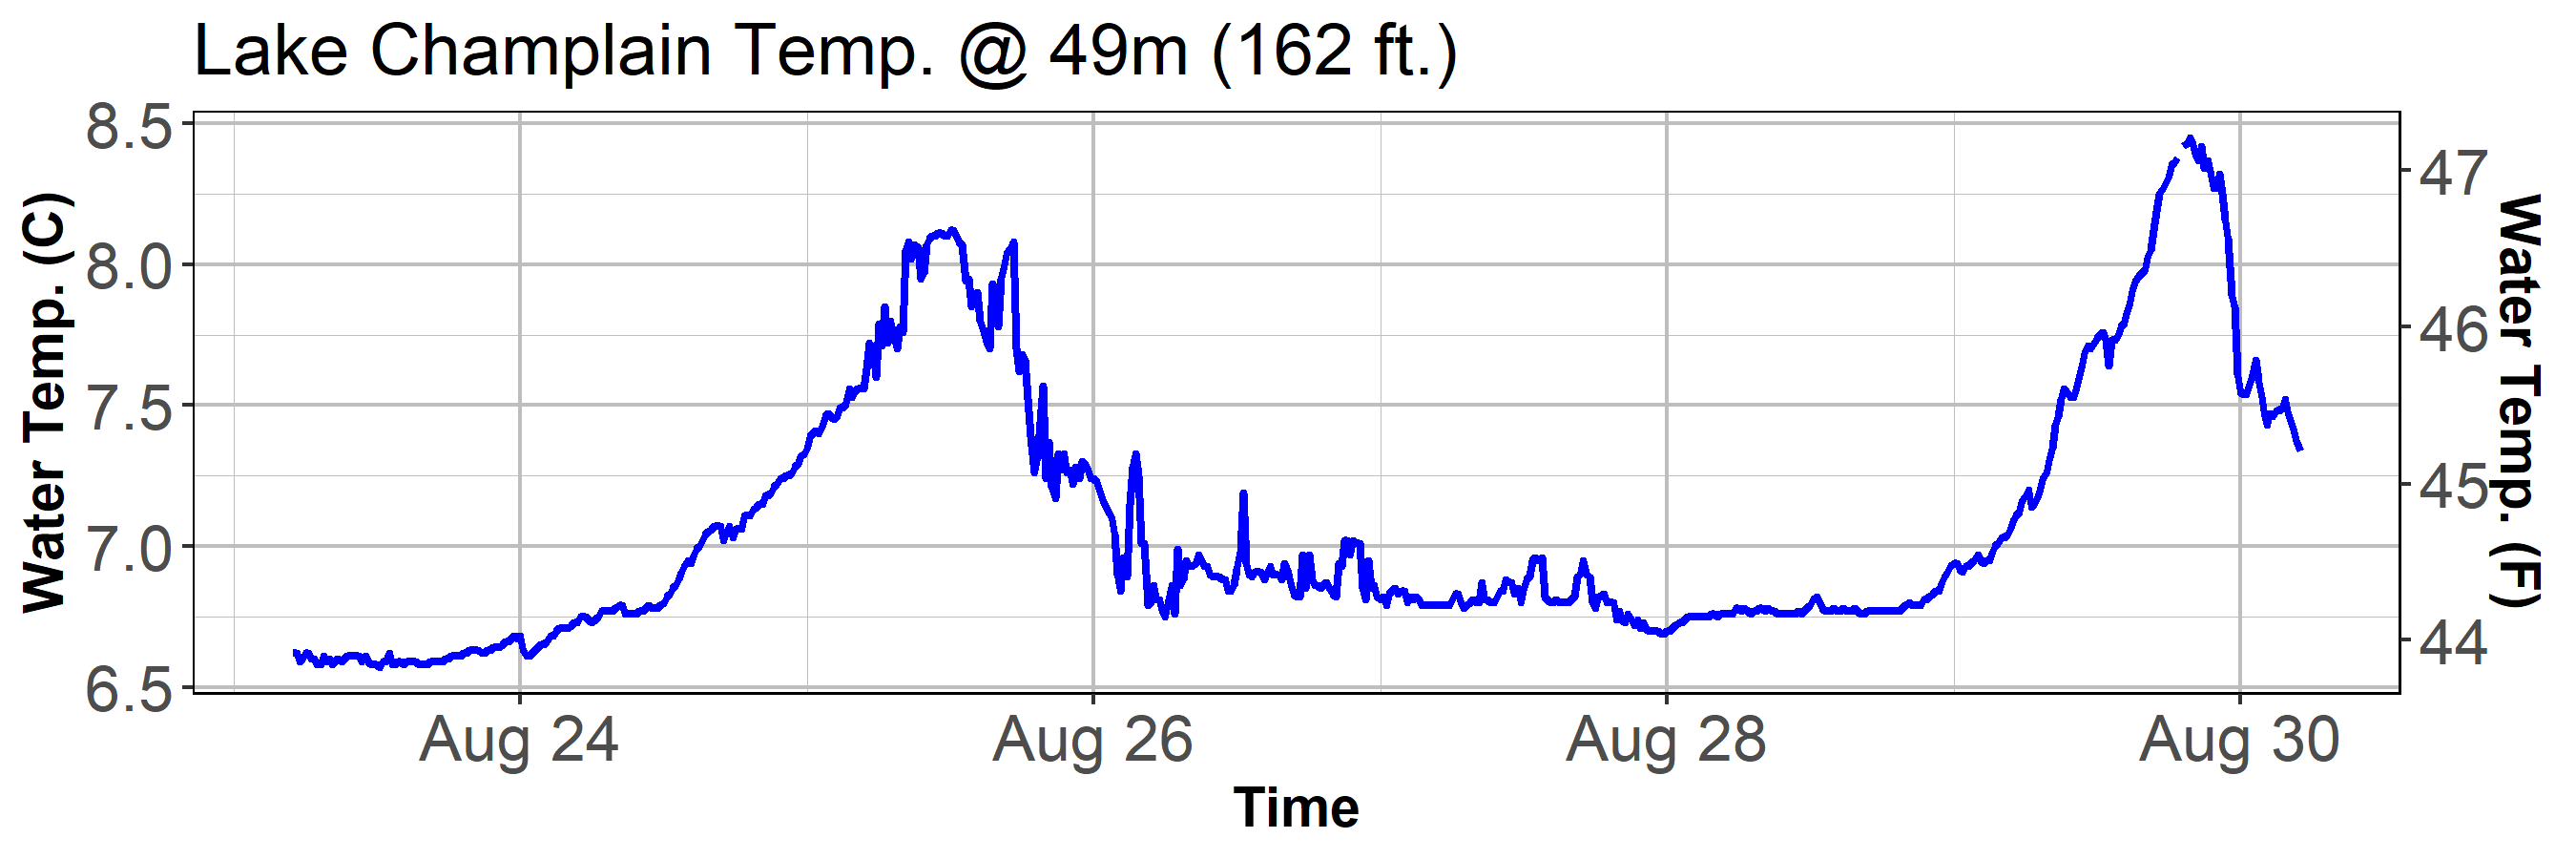 Lake Champlain Temp. @ 49m (162 ft.)
Water Temp. (C)
8.5
8.0
7.5
7.0
6.5
47
46
45
44
Water Temp. (F)
Aug 24
Aug 26
Aug 28
Aug 30
Time